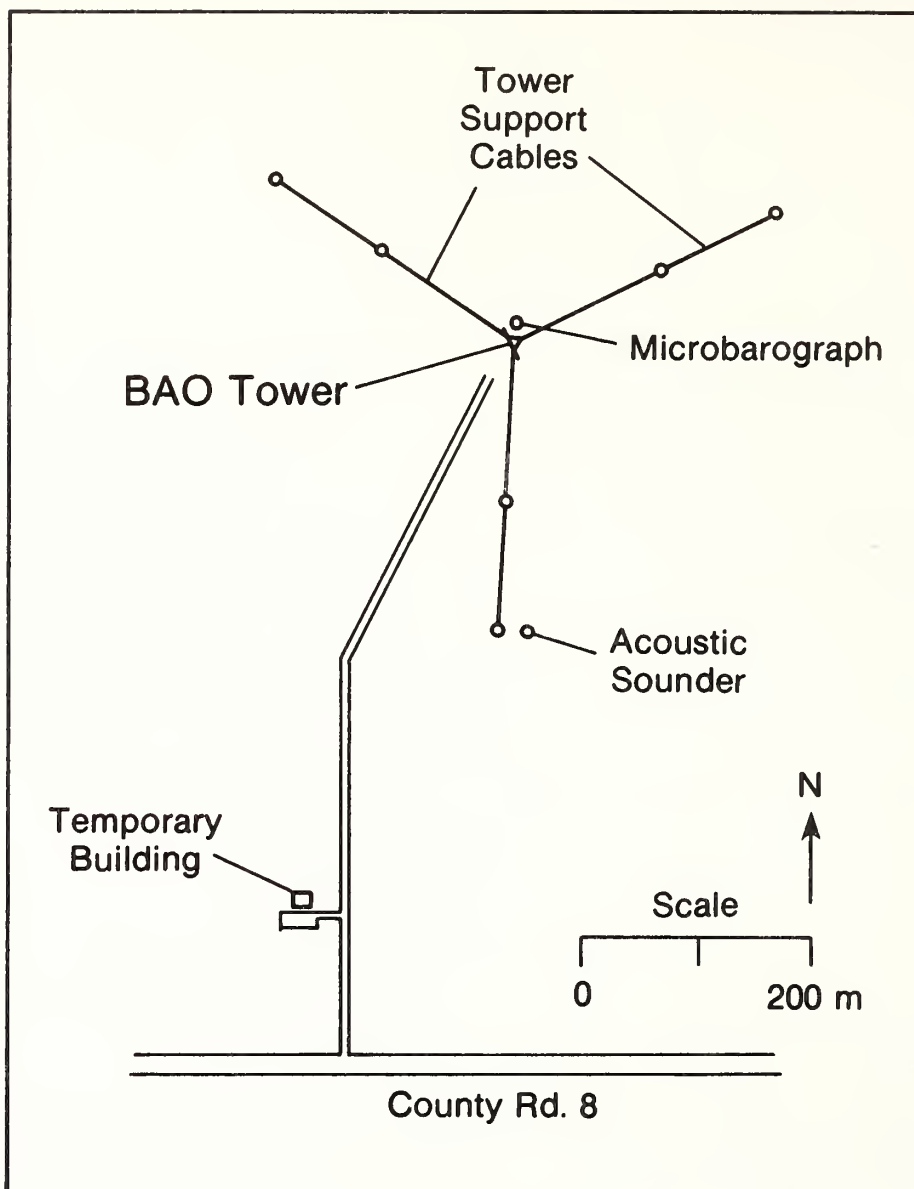 Tower
Support
Cables
Microbarograph
BAO Tower
Acoustic
Sounder
N
Temporary
Building
Scale
0 200 m
County Rd. 8